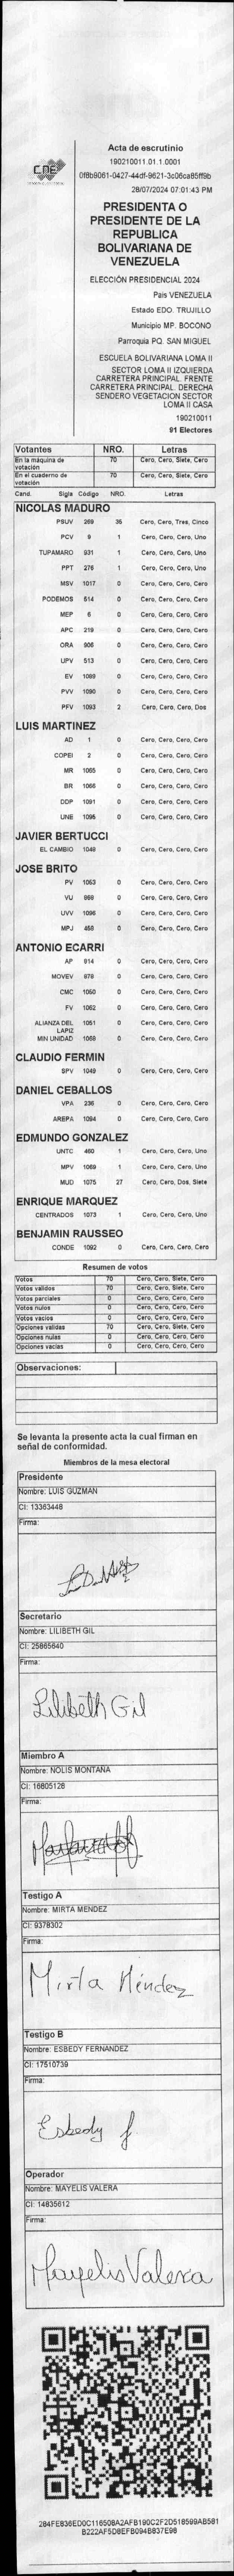 CNE
Acta de escrutinio
190210011.01.1.0001
0f8b8061-0427-44df-9621-3c06ca85ff9b
28/07/2024 07:01:43 PM
PRESIDENTA O
PRESIDENTE DE LA
REPUBLICA
BOLIVARIANA DE
VENEZUELA
ELECCIÓN PRESIDENCIAL 2024
Pais VENEZUELA
Estado EDO. TRUJILLO
Municipio MP. BOCONO
Parroquia PQ. SAN MIGUEL
ESCUELA BOLIVARIANA LOMA II
SECTOR LOMA II IZQUIERDA
CARRETERA PRINCIPAL. FRENTE
CARRETERA PRINCIPAL. DERECHA
SENDERO VEGETACION SECTOR
LOMA II CASA
190210011
91 Electores
Votantes NRO. Letras
En la máquina de votación 70 Cero, Cero, Siete, Cero
En el cuaderno de votación 70 Cero, Cero, Siete, Cero
Cand. Sigla Código NRO. Letras
NICOLAS MADURO
PSUV 269 35 Cero, Cero, Tres, Cinco
PCV 9 1 Cero, Cero, Cero, Uno
TUPAMARO 931 1 Cero, Cero, Cero, Uno
PPT 276 1 Cero, Cero, Cero, Uno
MSV 1017 0 Cero, Cero, Cero, Cero
PODEMOS 514 0 Cero, Cero, Cero, Cero
MEP 6 0 Cero, Cero, Cero, Cero
APC 219 0 Cero, Cero, Cero, Cero
ORA 906 0 Cero, Cero, Cero, Cero
UPV 513 0 Cero, Cero, Cero, Cero
EV 1089 0 Cero, Cero, Cero, Cero
PVV 1090 0 Cero, Cero, Cero, Cero
PFV 1093 2 Cero, Cero, Cero, Dos
LUIS MARTINEZ
AD 1 0 Cero, Cero, Cero, Cero
COPEI 2 0 Cero, Cero, Cero, Cero
MR 1065 0 Cero, Cero, Cero, Cero
BR 1066 0 Cero, Cero, Cero, Cero
DDP 1091 0 Cero, Cero, Cero, Cero
UNE 1095 0 Cero, Cero, Cero, Cero
JAVIER BERTUCCI
EL CAMBIO 1048 0 Cero, Cero, Cero, Cero
JOSE BRITO
PV 1053 0 Cero, Cero, Cero, Cero
VU 958 0 Cero, Cero, Cero, Cero
UVV 1096 0 Cero, Cero, Cero, Cero
MPJ 458 0 Cero, Cero, Cero, Cero
ANTONIO ECARRI
AP 914 0 Cero, Cero, Cero, Cero
MOVEV 979 0 Cero, Cero, Cero, Cero
CMC 1050 0 Cero, Cero, Cero, Cero
FV 1062 0 Cero, Cero, Cero, Cero
ALIANZA DEL LAPIZ 1051 0 Cero, Cero, Cero, Cero
MIN UNIDAD 1068 0 Cero, Cero, Cero, Cero
CLAUDIO FERMIN
SPV 1049 0 Cero, Cero, Cero, Cero
DANIEL CEBALLOS
VPA 236 0 Cero, Cero, Cero, Cero
AREPA 1094 0 Cero, Cero, Cero, Cero
EDMUNDO GONZALEZ
UNTC 460 1 Cero, Cero, Cero, Uno
MPV 1069 1 Cero, Cero, Cero, Uno
MUD 1075 27 Cero, Cero, Dos, Siete
ENRIQUE MARQUEZ
CENTRADOS 1073 1 Cero, Cero, Cero, Uno
BENJAMIN RAUSSEO
CONDE 1092 0 Cero, Cero, Cero, Cero
Resumen de votos
Votos 70 Cero, Cero, Siete, Cero
Votos validos 70 Cero, Cero, Siete, Cero
Votos parciales 0 Cero, Cero, Cero, Cero
Votos nulos 0 Cero, Cero, Cero, Cero
Votos vacios 0 Cero, Cero, Cero, Cero
Opciones validas 70 Cero, Cero, Siete, Cero
Opciones nulas 0 Cero, Cero, Cero, Cero
Opciones vacias 0 Cero, Cero, Cero, Cero
Observaciones:
Se levanta la presente acta la cual firman en
señal de conformidad.
Miembros de la mesa electoral
Presidente
Nombre: LUIS GUZMAN
CI: 13363448
Firma:
Secretario
Nombre: LILIBETH GIL
CI: 25865640
Firma:
Lilibeth Gil
Miembro A
Nombre: NOLIS MONTAÑA
CI: 16805128
Firma:
Testigo A
Nombre: MIRTA MENDEZ
CI: 9378302
Firma:
Mirta Méndez
Testigo B
Nombre: ESBEDY FERNANDEZ
CI: 17510739
Firma:
Esbedy f.
Operador
Nombre: MAYELIS VALERA
CI: 14835612
Firma:
Mayelis Valera
284FE836ED0C116508A2AFB190C2F2D518599AB581
B222AF5D8EFB094B837E98